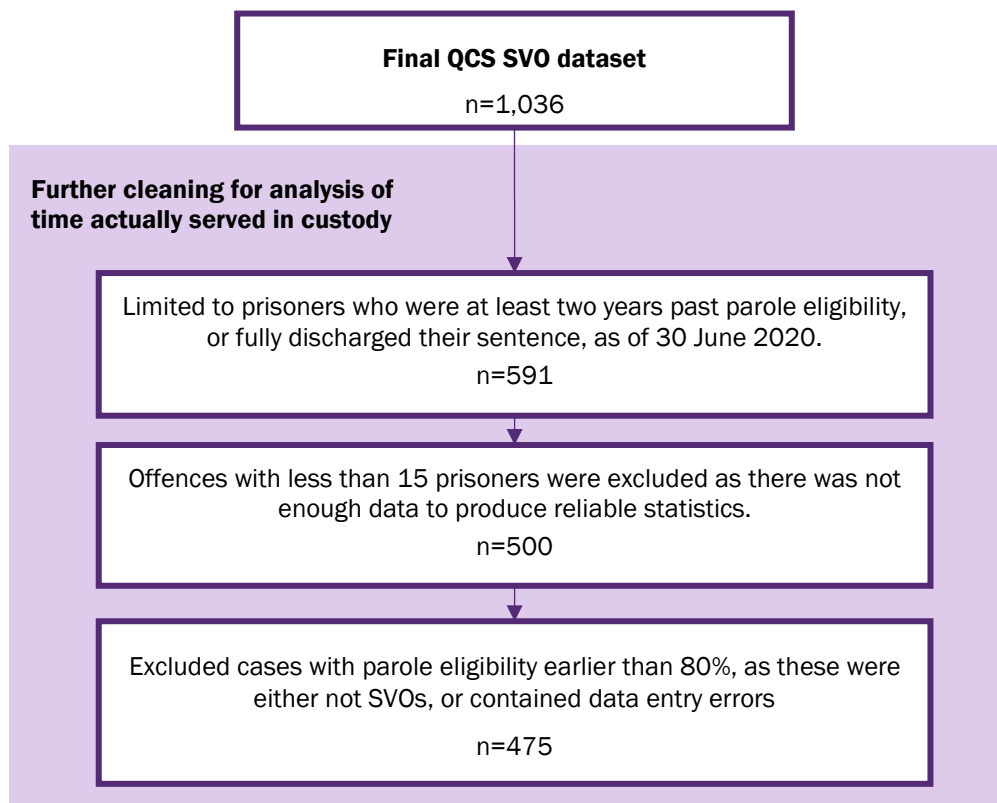 Final QCS SVO dataset
n=1,036
Further cleaning for analysis of
time actually served in custody
Limited to prisoners who were at least two years past parole eligibility,
or fully discharged their sentence, as of 30 June 2020.
n=591
Offences with less than 15 prisoners were excluded as there was not
enough data to produce reliable statistics.
n=500
Excluded cases with parole eligibility earlier than 80%, as these were
either not SVOs, or contained data entry errors
n=475